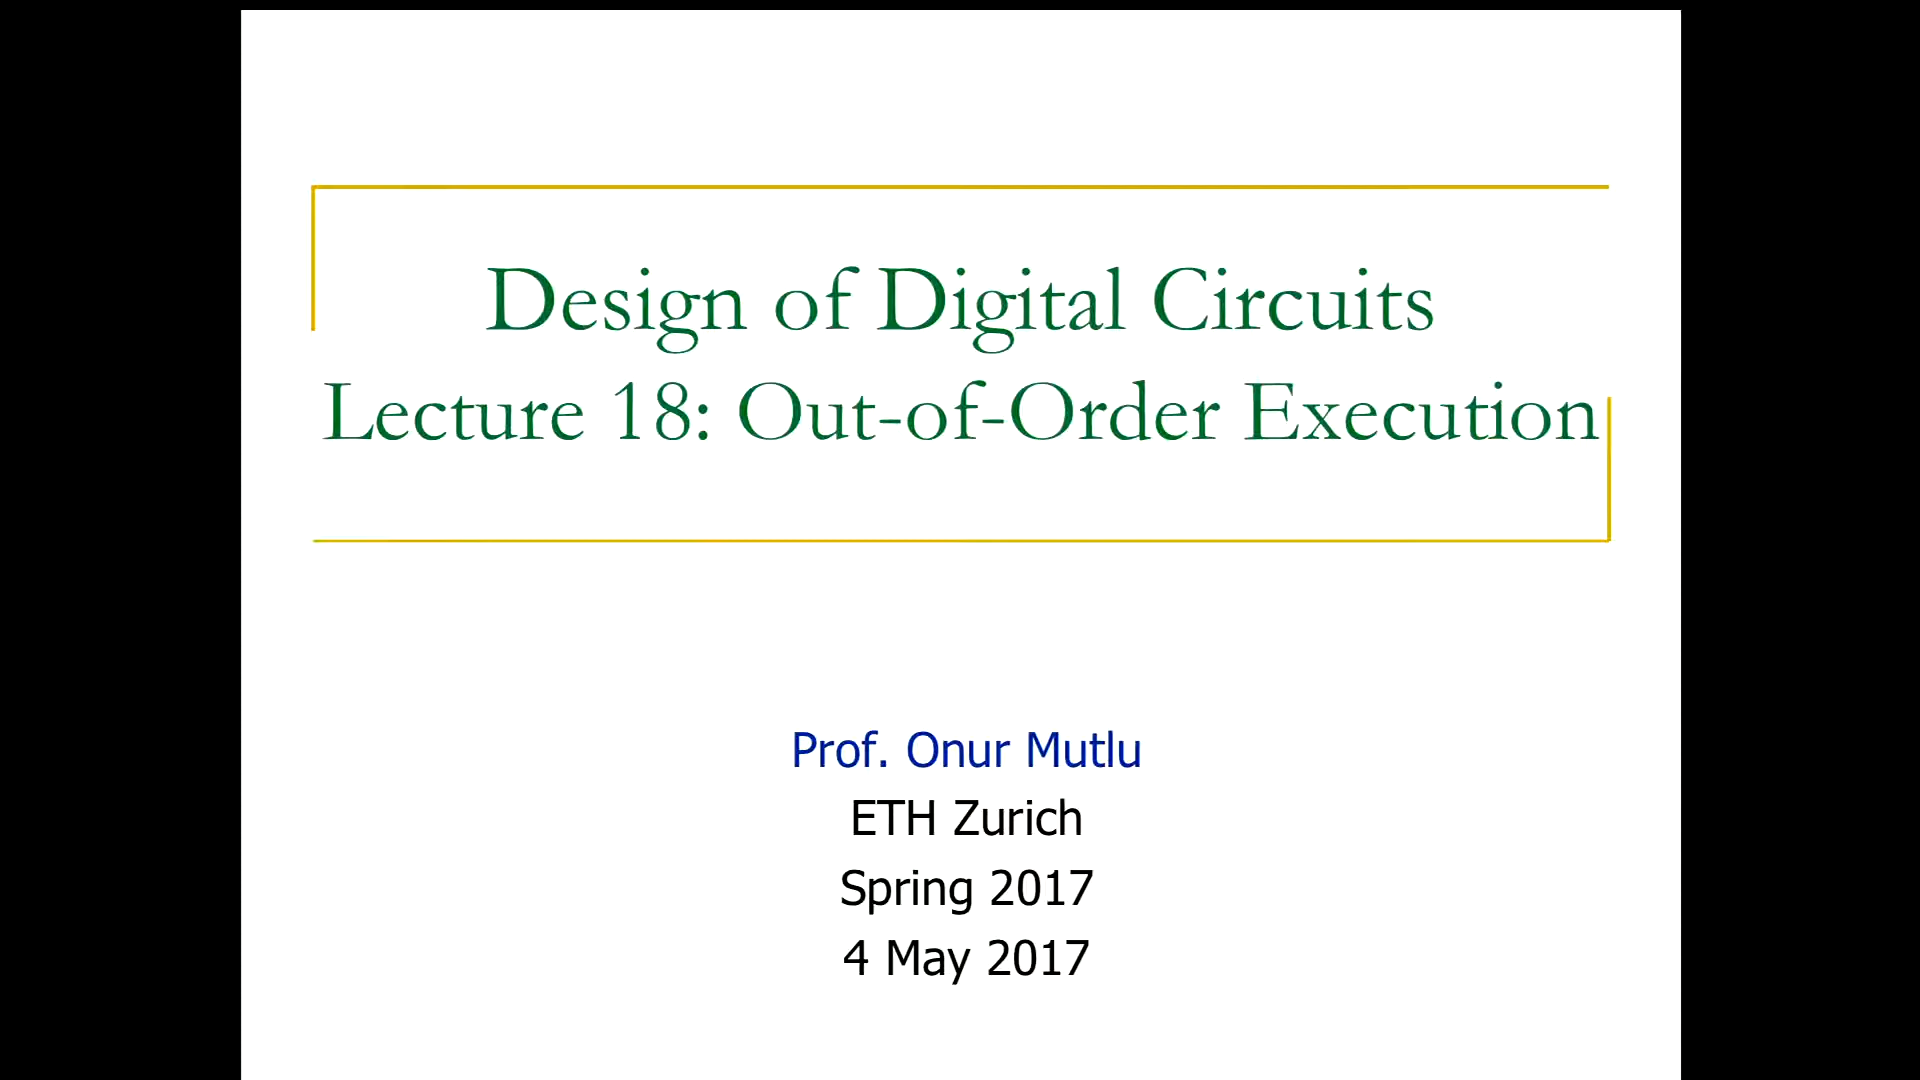 Design of Digital Circuits
Lecture 18: Out-of-Order Execution
Prof. Onur Mutlu
ETH Zurich
Spring 2017
4 May 2017